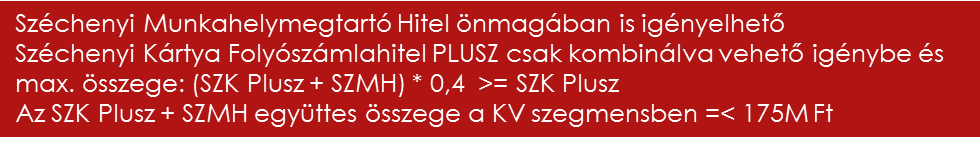 Széchenyi Munkahelymegtartó Hitel önmagában is igényelhető
Széchenyi Kártya Folyószámlahitel PLUSZ csak kombinálva vehető igénybe és
max. összege: (SZK Plusz + SZMH) * 0,4 >= SZK Plusz
Az SZK Plusz + SZMH együttes összege a KV szegmensben =< 175M Ft